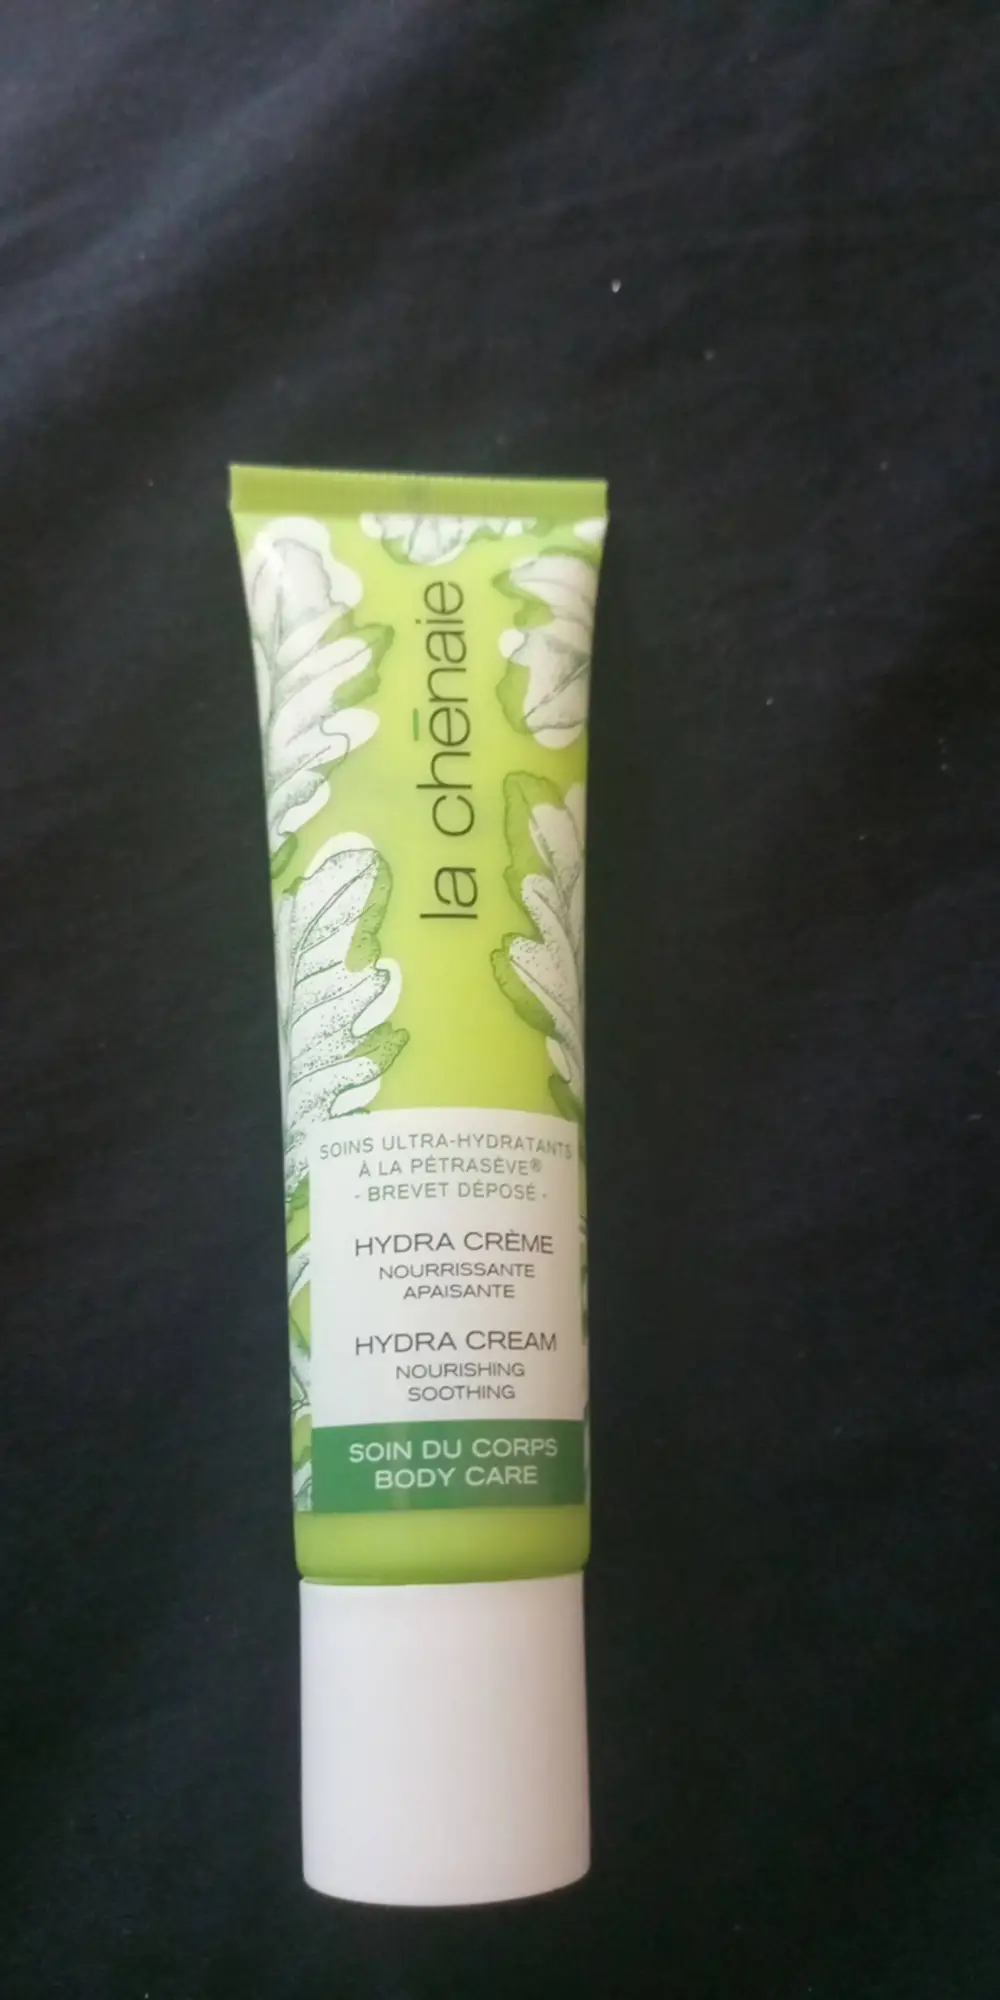 la chēnaie
SOINS ULTRA-HYDRATANTS
À LA PÉTRASÈVE®
- BREVET DÉPOSÉ -
HYDRA CRÈME
NOURRISSANTE
APAISANTE
HYDRA CREAM
NOURISHING
SOOTHING
SOIN DU CORPS
BODY CARE